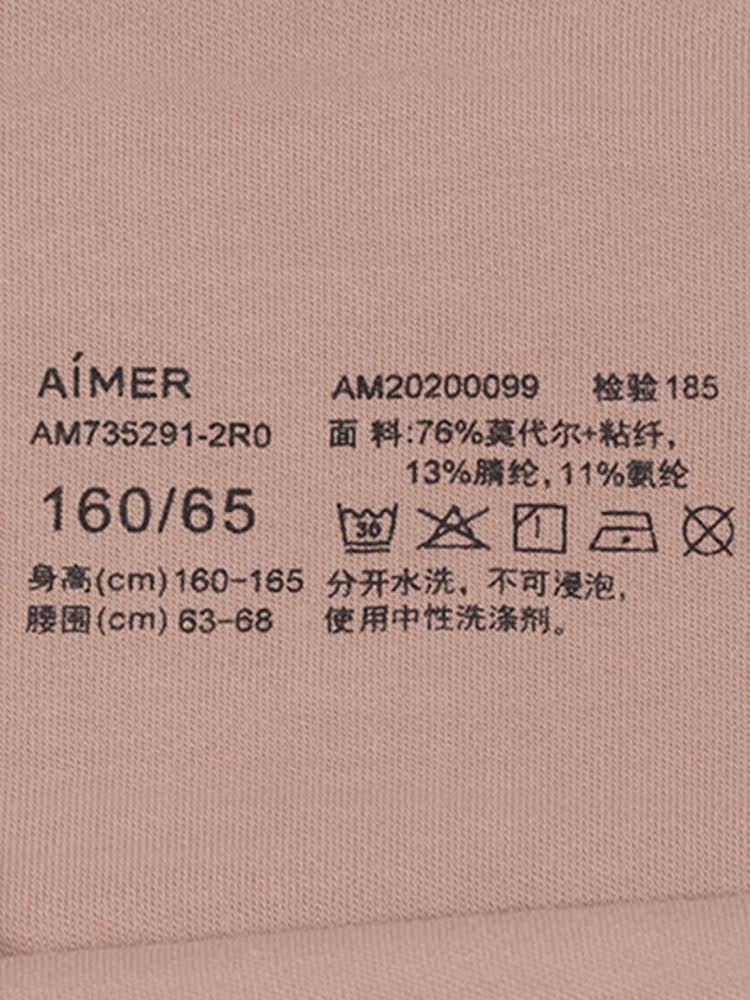 AÍMER
AM735291-2R0
160/65
身高(cm)160-165
腰围(cm)63-68
AM20200099 检验185
面 料:76%莫代尔+粘纤,
13%腈纶,11%氨纶
30
分开水洗，不可浸泡，
使用中性洗涤剂。